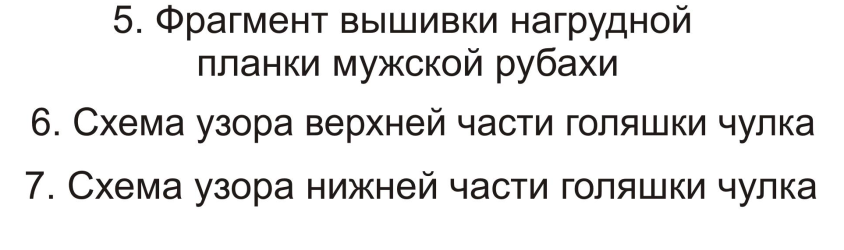 5. Фрагмент вышивки нагрудной
планки мужской рубахи
6. Схема узора верхней части голяшки чулка
7. Схема узора нижней части голяшки чулка